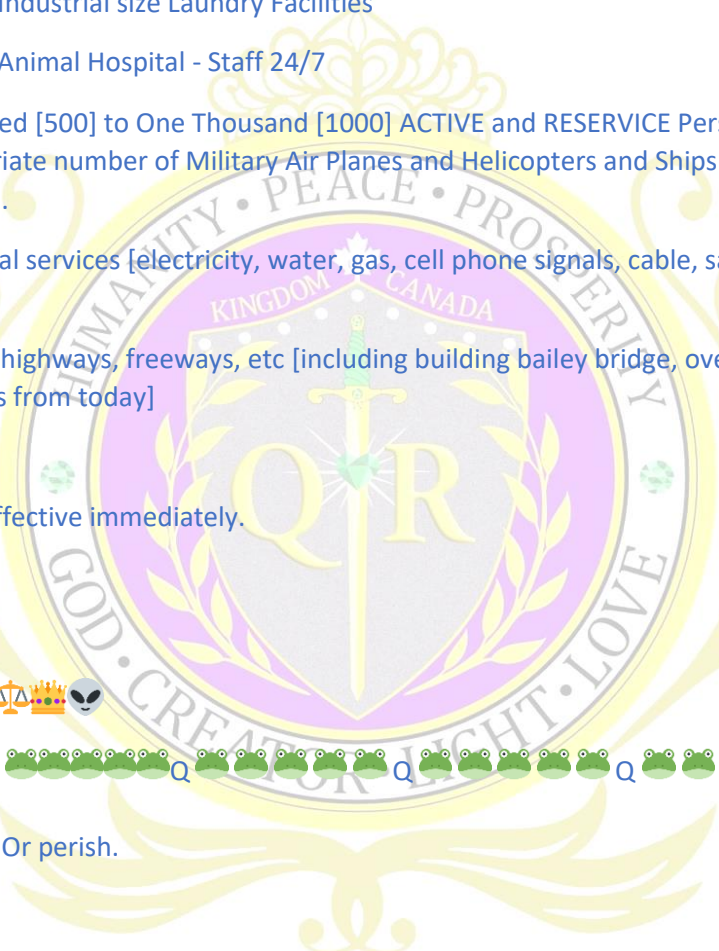 Industrial size Laundry Facilities
Animal Hospital - Staff 24/7
ed [500] to One Thousand [1000] ACTIVE and RESERVICE Pers
riate number of Military Air Planes and Helicopters and Ships
.
al services [electricity, water, gas, cell phone signals, cable, sa
highways, freeways, etc [including building bailey bridge, ove
s from today]
ffective immediately.
⚖️👑👽
🐸🐸🐸🐸🐸🐸Q 🐸🐸🐸🐸🐸 Q 🐸🐸🐸🐸🐸 Q 🐸🐸
Or perish.
HUMANITY • PEACE • PROSPERITY
KINGDOM CANADA
QR
GOD • CREATOR • LIGHT • LOVE